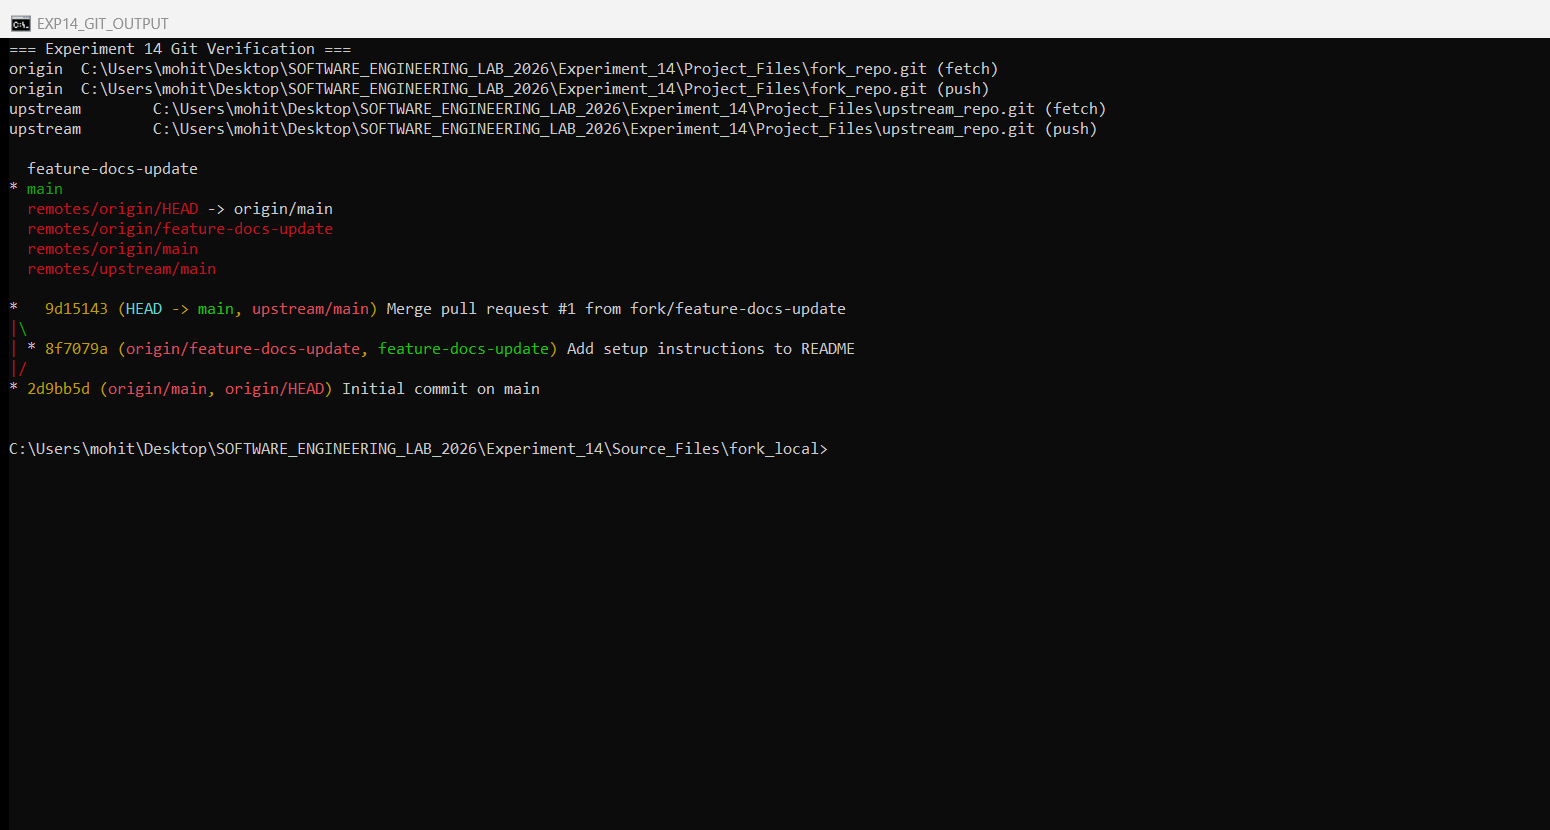 EXP14_GIT_OUTPUT
=== Experiment 14 Git Verification ===
origin  C:\Users\mohit\Desktop\SOFTWARE_ENGINEERING_LAB_2026\Experiment_14\Project_Files\fork_repo.git (fetch)
origin  C:\Users\mohit\Desktop\SOFTWARE_ENGINEERING_LAB_2026\Experiment_14\Project_Files\fork_repo.git (push)
upstream        C:\Users\mohit\Desktop\SOFTWARE_ENGINEERING_LAB_2026\Experiment_14\Project_Files\upstream_repo.git (fetch)
upstream        C:\Users\mohit\Desktop\SOFTWARE_ENGINEERING_LAB_2026\Experiment_14\Project_Files\upstream_repo.git (push)
  feature-docs-update
* main
  remotes/origin/HEAD -> origin/main
  remotes/origin/feature-docs-update
  remotes/origin/main
  remotes/upstream/main
*   9d15143 (HEAD -> main, upstream/main) Merge pull request #1 from fork/feature-docs-update
|\
| * 8f7079a (origin/feature-docs-update, feature-docs-update) Add setup instructions to README
|/
* 2d9bb5d (origin/main, origin/HEAD) Initial commit on main
C:\Users\mohit\Desktop\SOFTWARE_ENGINEERING_LAB_2026\Experiment_14\Source_Files\fork_local>